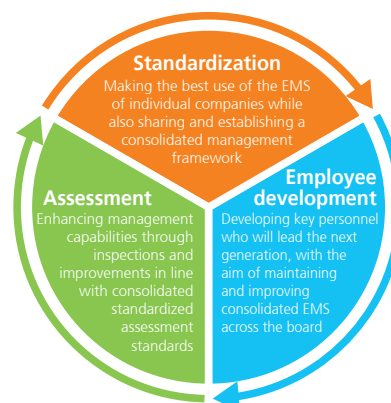 Standardization
Making the best use of the EMS
of individual companies while
also sharing and establishing a
consolidated management
framework
Employee
development
Developing key personnel
who will lead the next
generation, with the
aim of maintaining
and improving
consolidated EMS
across the board
Assessment
Enhancing management
capabilities through
inspections and
improvements in line
with consolidated
standardized
assessment
standards